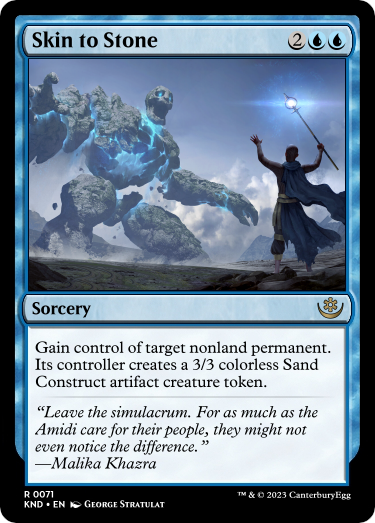 Skin to Stone 2
Sorcery
Gain control of target nonland permanent.
Its controller creates a 3/3 colorless Sand
Construct artifact creature token.
“Leave the simulacrum. For as much as the
Amidi care for their people, they might not
even notice the difference.”
—Malika Khazra
R 0071
KND • EN George Stratulat ™ & © 2023 CanterburyEgg